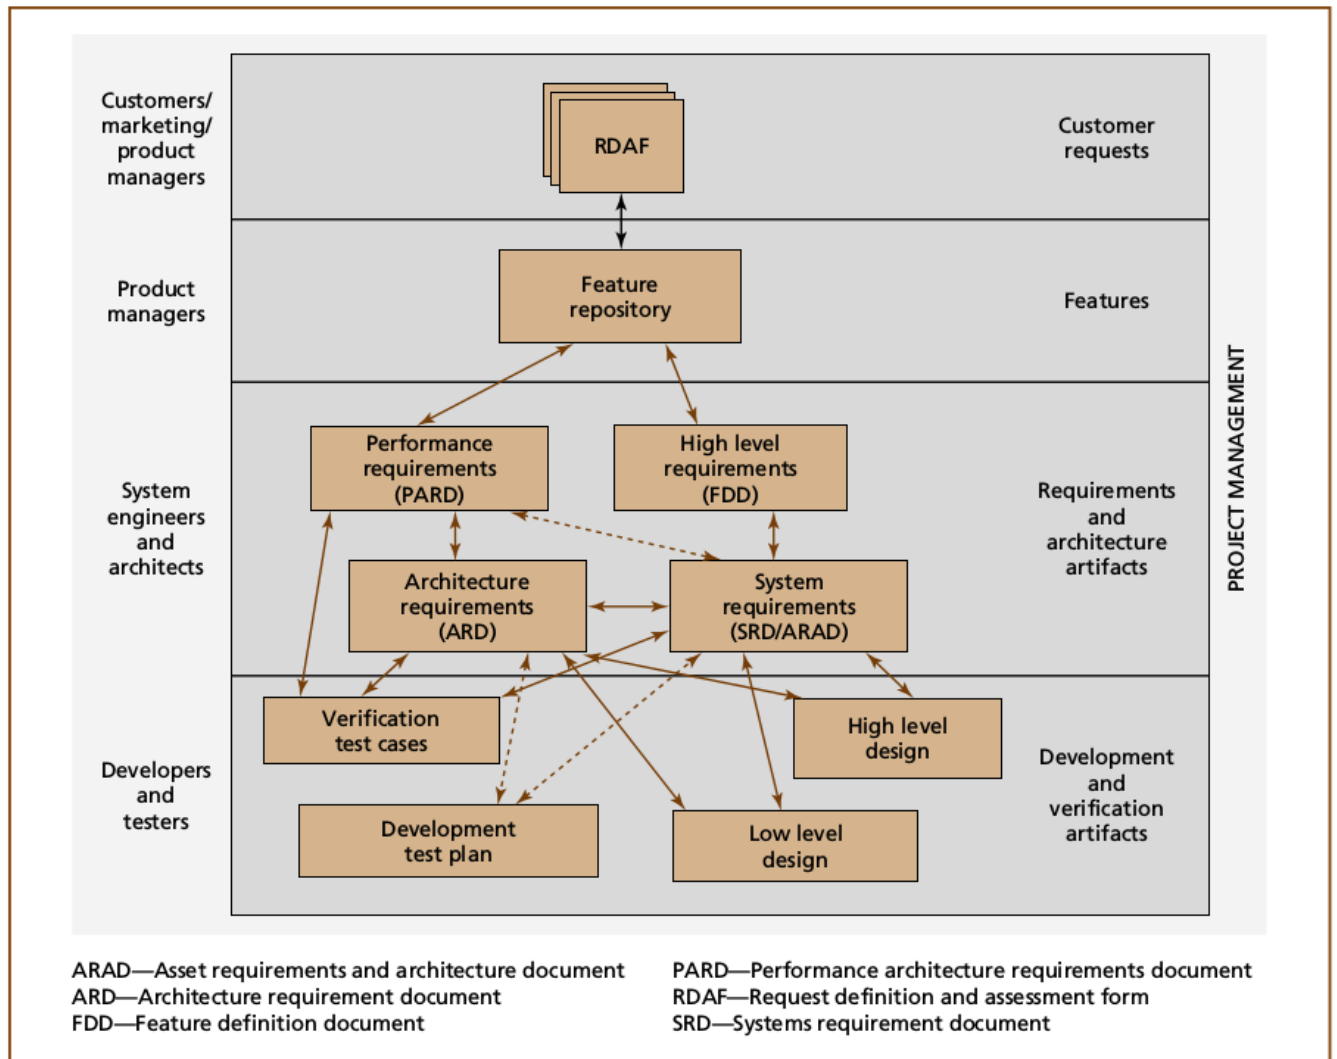 Customers/
marketing/
product
managers
RDAF
Customer
requests
Product
managers
Feature
repository
Features
System
engineers
and
architects
Performance
requirements
(PARD)
High level
requirements
(FDD)
Architecture
requirements
(ARD)
System
requirements
(SRD/ARAD)
Requirements
and
architecture
artifacts
PROJECT MANAGEMENT
Developers
and
testers
Verification
test cases
High level
design
Development
test plan
Low level
design
Development
and
verification
artifacts
ARAD—Asset requirements and architecture document
ARD—Architecture requirement document
FDD—Feature definition document
PARD—Performance architecture requirements document
RDAF—Request definition and assessment form
SRD—Systems requirement document